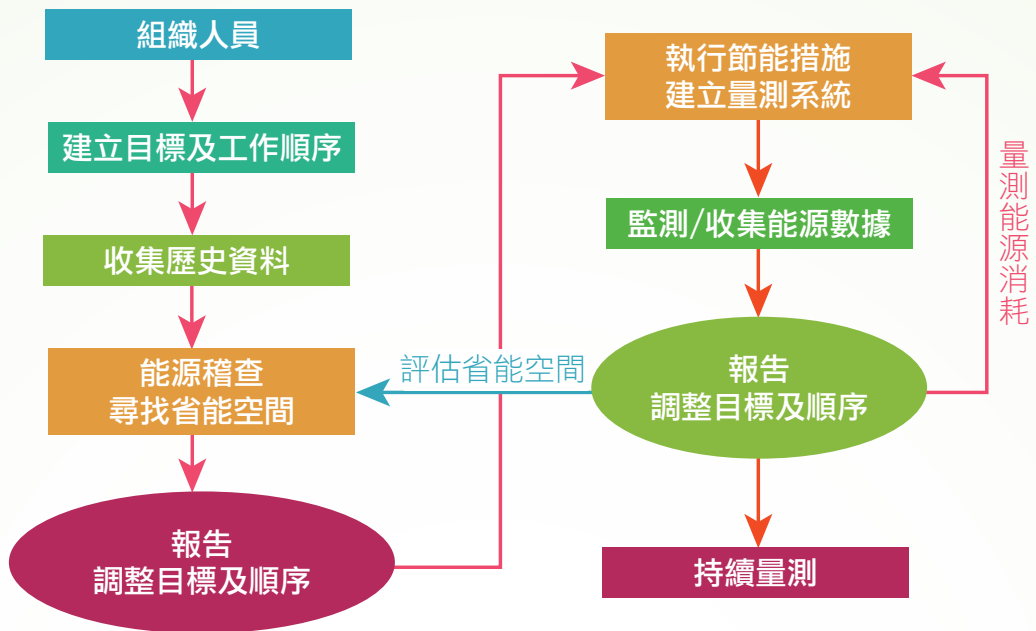 組織人員
建立目標及工作順序
收集歷史資料
能源稽查
尋找省能空間
報告
調整目標及順序
執行節能措施
建立量測系統
監測/收集能源數據
評估省能空間
報告
調整目標及順序
持續量測
量測能源消耗